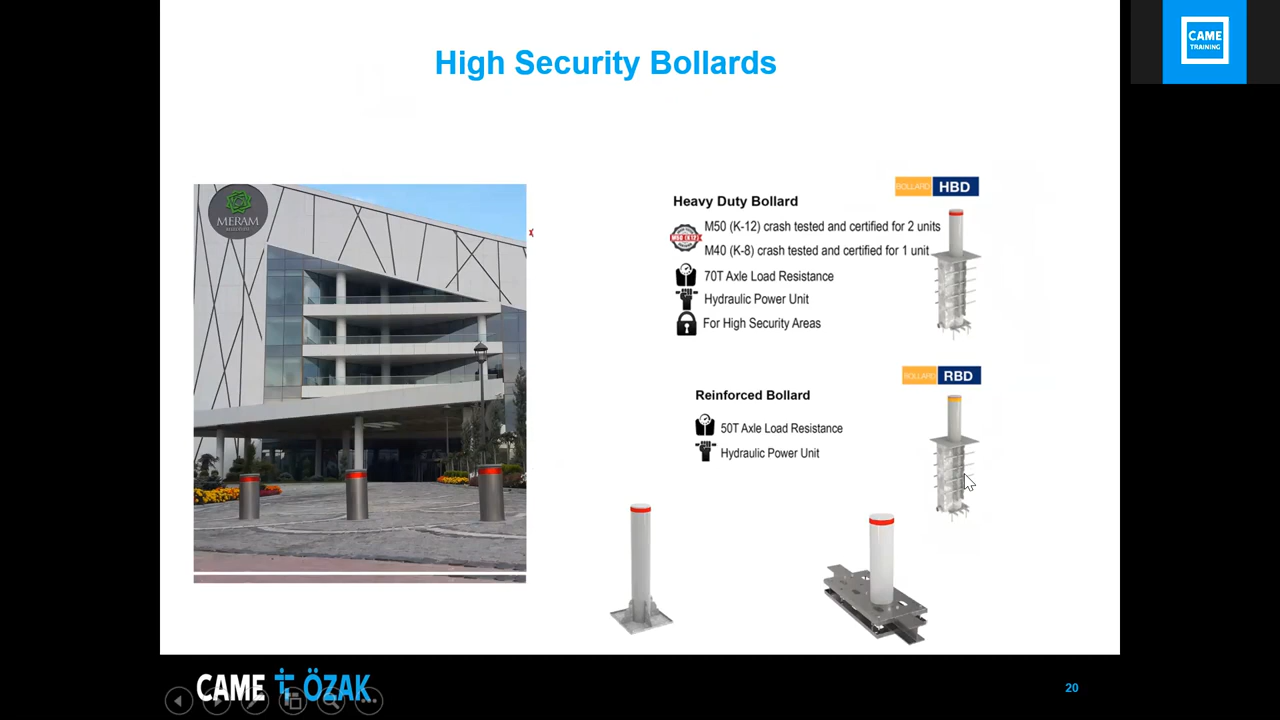 High Security Bollards
CAME
TRAINING
MERAM
Heavy Duty Bollard
BOLLARD HBD
M50 (K-12) crash tested and certified for 2 units
M40 (K-8) crash tested and certified for 1 unit
70T Axle Load Resistance
Hydraulic Power Unit
For High Security Areas
BOLLARD RBD
Reinforced Bollard
50T Axle Load Resistance
Hydraulic Power Unit
CAME ÖZAK
20